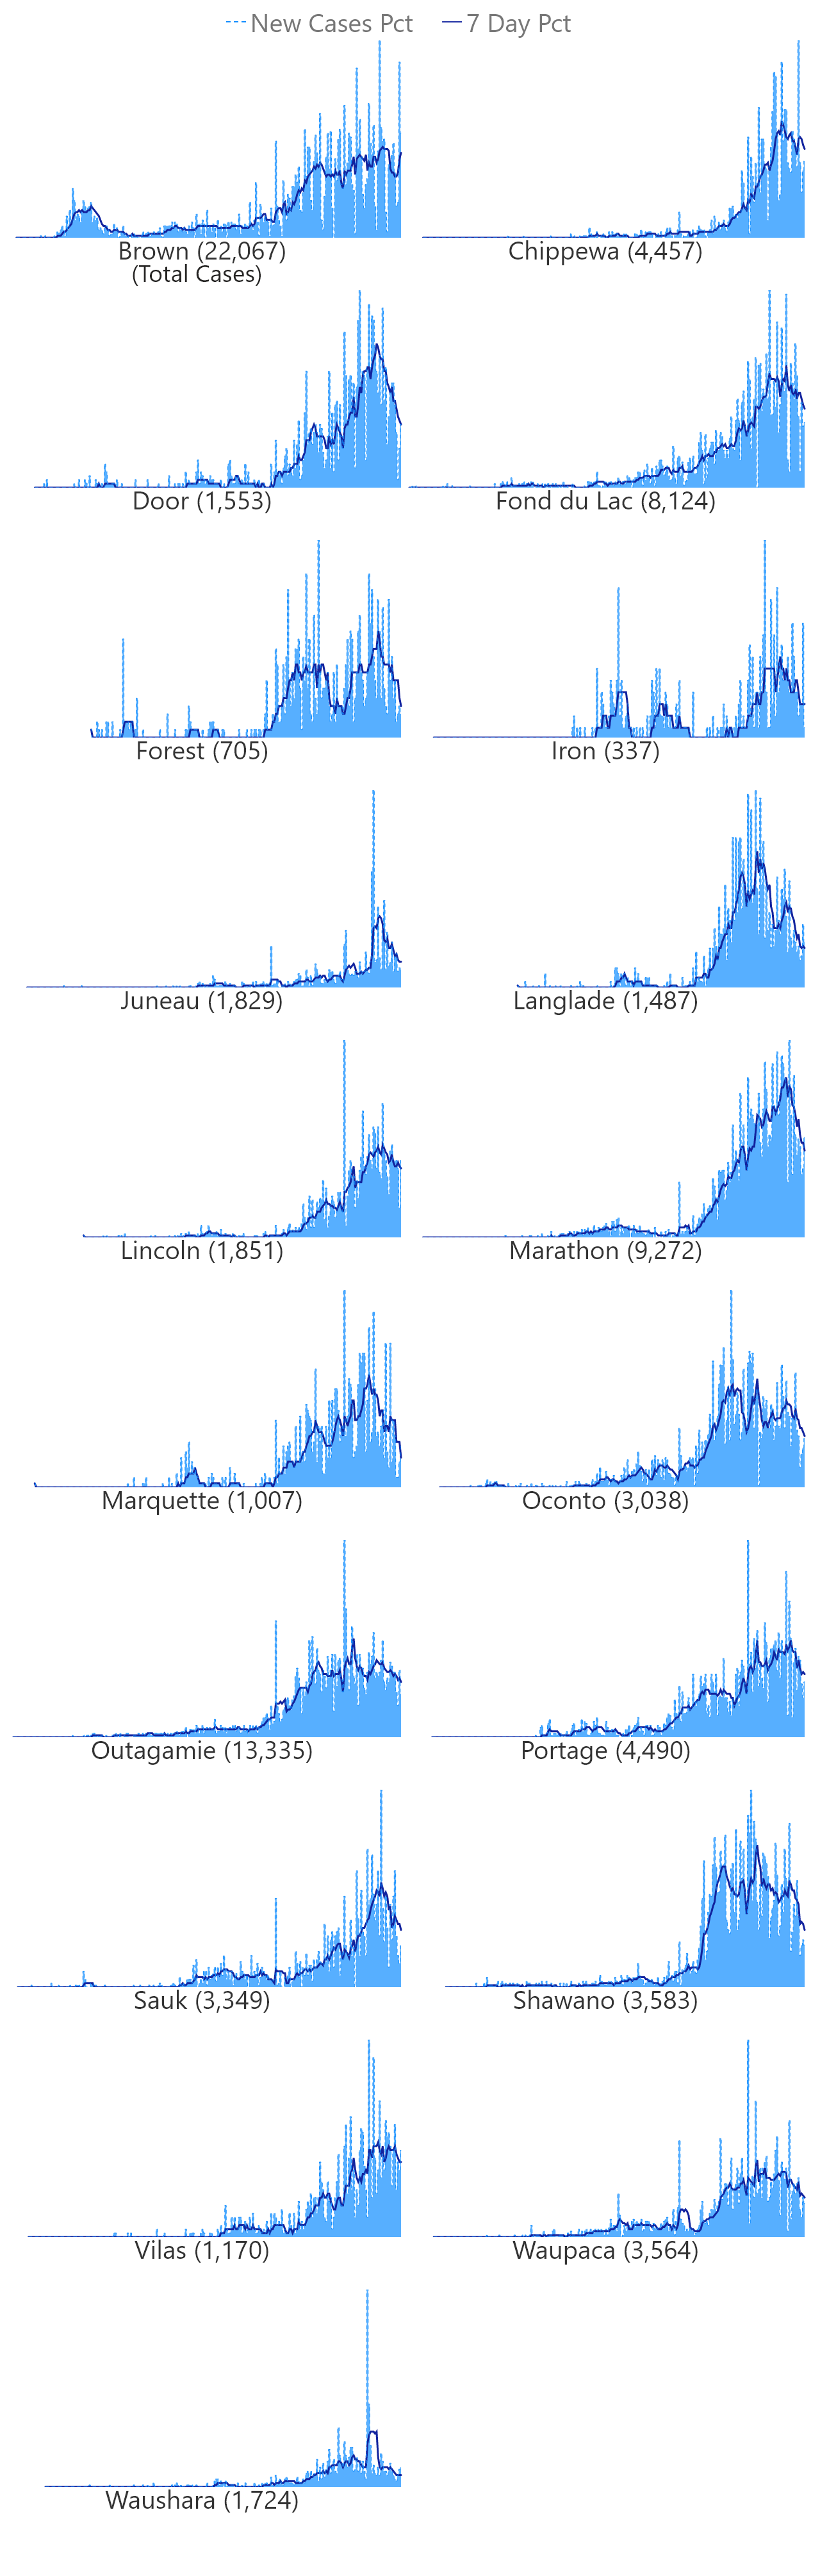 New Cases Pct 7 Day Pct
Brown (22,067) Chippewa (4,457)
(Total Cases)
Door (1,553) Fond du Lac (8,124)
Forest (705) Iron (337)
Juneau (1,829) Langlade (1,487)
Lincoln (1,851) Marathon (9,272)
Marquette (1,007) Oconto (3,038)
Outagamie (13,335) Portage (4,490)
Sauk (3,349) Shawano (3,583)
Vilas (1,170) Waupaca (3,564)
Waushara (1,724)